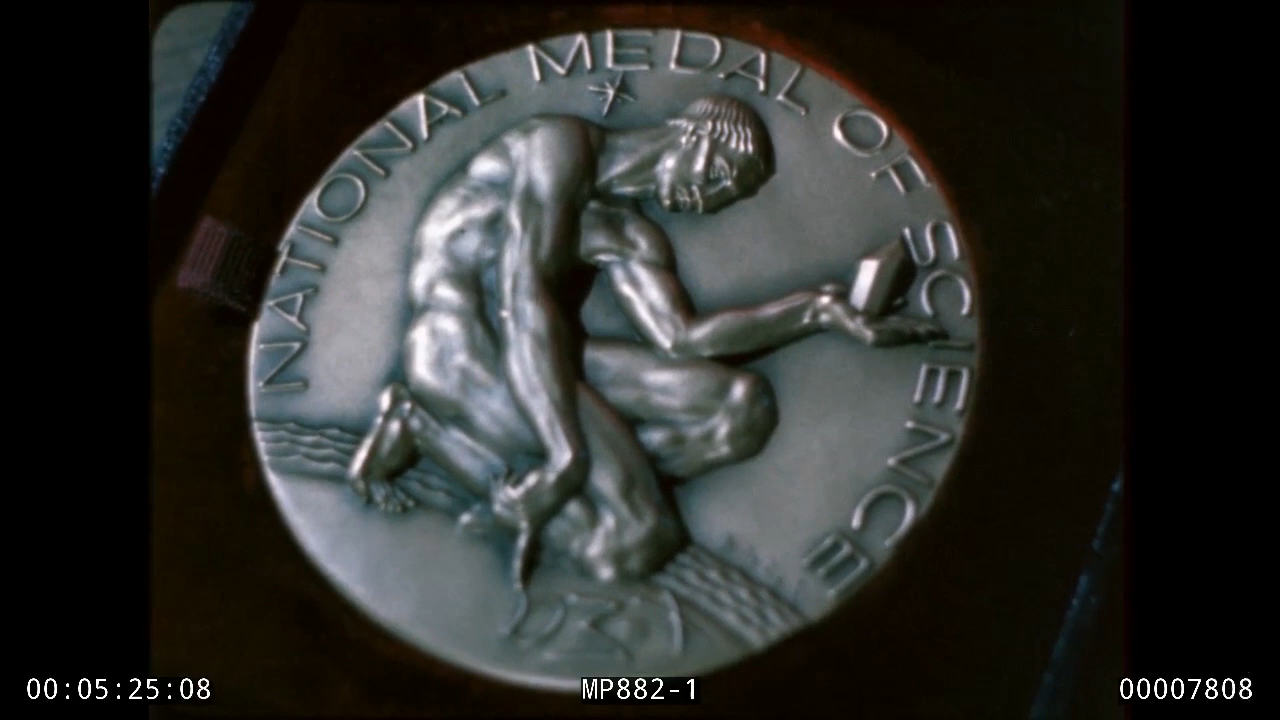 NATIONAL MEDAL OF SCIENCE
00:05:25:08
MP882-1
00007808